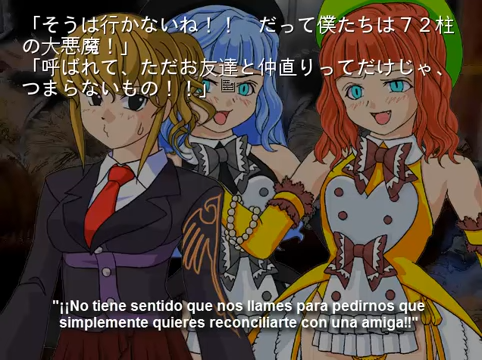 「そうは行かないね！！　だって僕たちは７２柱
の大悪魔！」
「呼ばれて、ただお友達と仲直りってだけじゃ、
つまらないもの！！」
"¡¡No tiene sentido que nos llames para pedirnos que
simplemente quieres reconciliarte con una amiga!!"